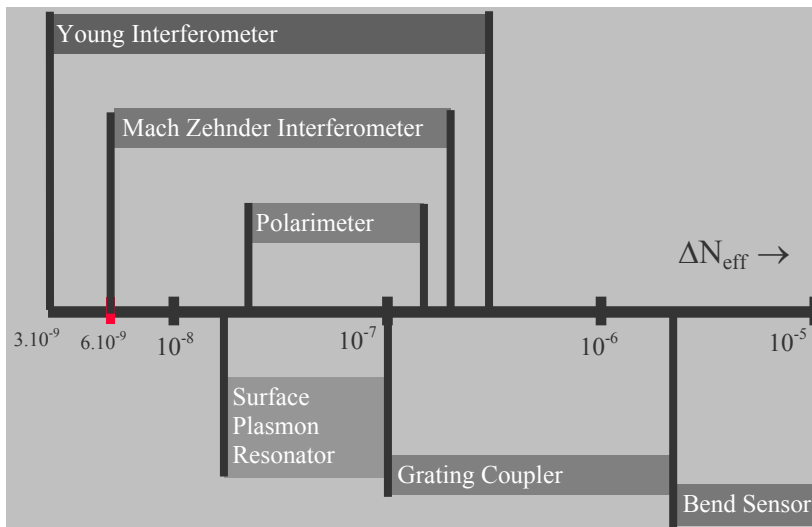 Young Interferometer
Mach Zehnder Interferometer
Polarimeter
ΔN_eff →
3.10⁻⁹
6.10⁻⁹
10⁻⁸
10⁻⁷
10⁻⁶
10⁻⁵
Surface
Plasmon
Resonator
Grating Coupler
Bend Sensor